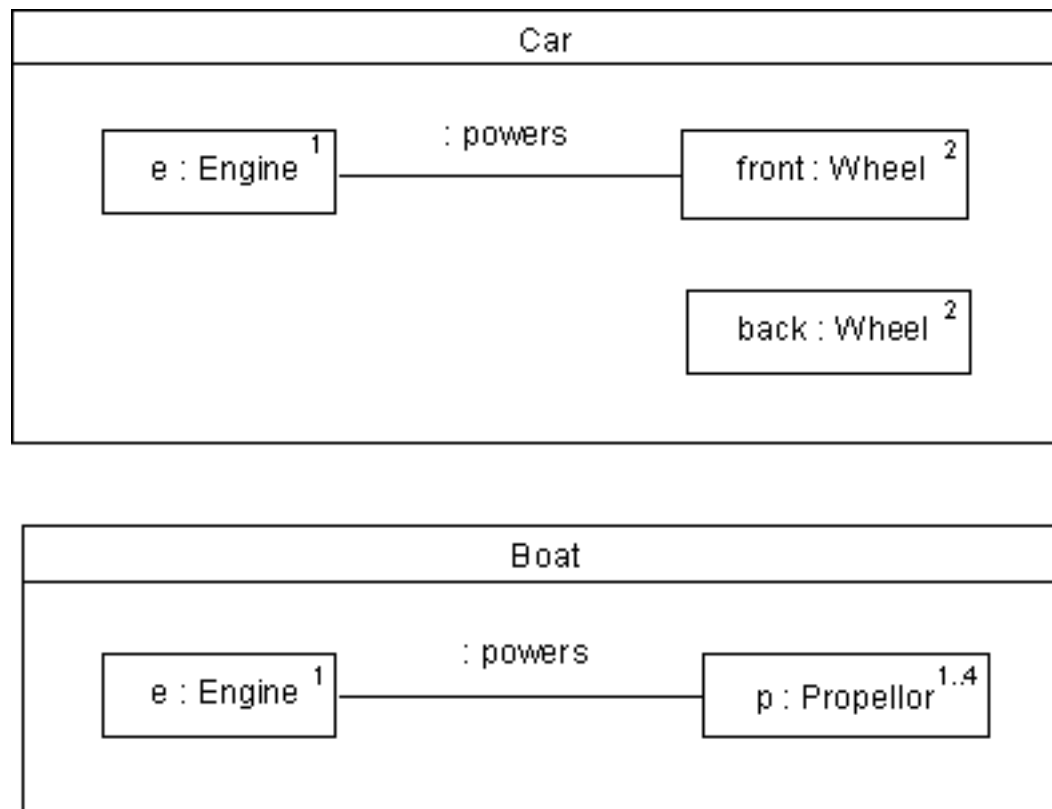 Car
: powers
e : Engine 1
front : Wheel 2
back : Wheel 2
Boat
: powers
e : Engine 1
p : Propellor 1..4